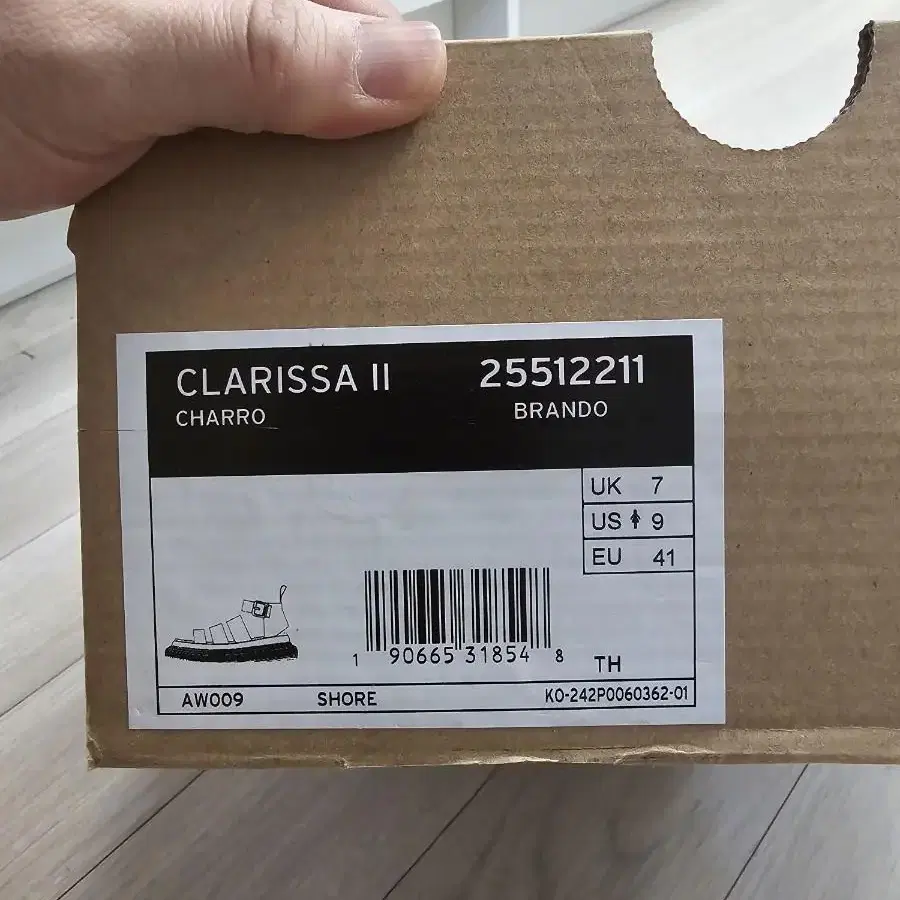 CLARISSA II 25512211
CHARRO BRANDO
UK 7
US 9
EU 41
1 90665 31854 8 TH
AW009 SHORE KO-242P0060362-01